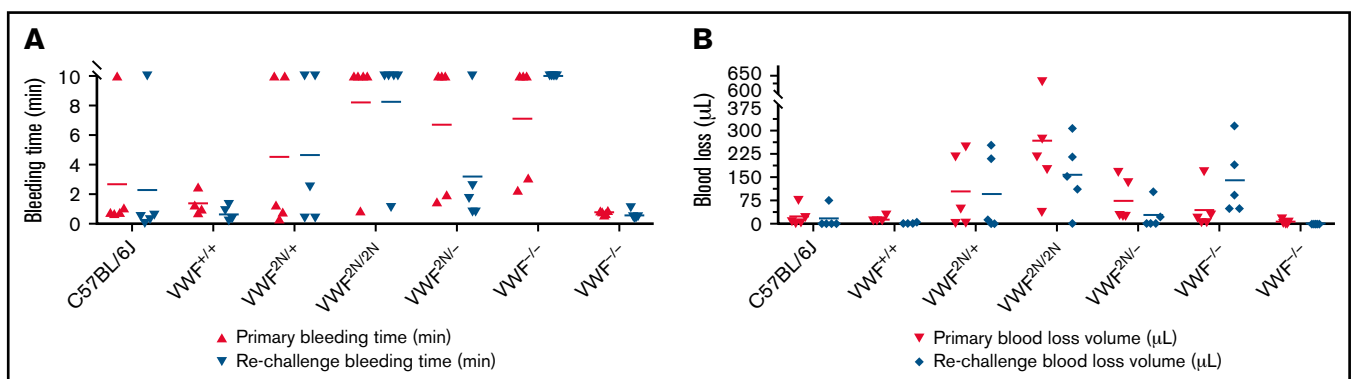 A
Bleeding time (min)
10
8
6
4
2
0
C57BL/6J
VWF+/+
VWF2N/+
VWF2N/2N
VWF2N/-
VWF-/-
VWF-/-
Primary bleeding time (min)
Re-challenge bleeding time (min)
B
Blood loss (μL)
650
600
375
300
225
150
75
0
C57BL/6J
VWF+/+
VWF2N/+
VWF2N/2N
VWF2N/-
VWF-/-
VWF-/-
Primary blood loss volume (μL)
Re-challenge blood loss volume (μL)